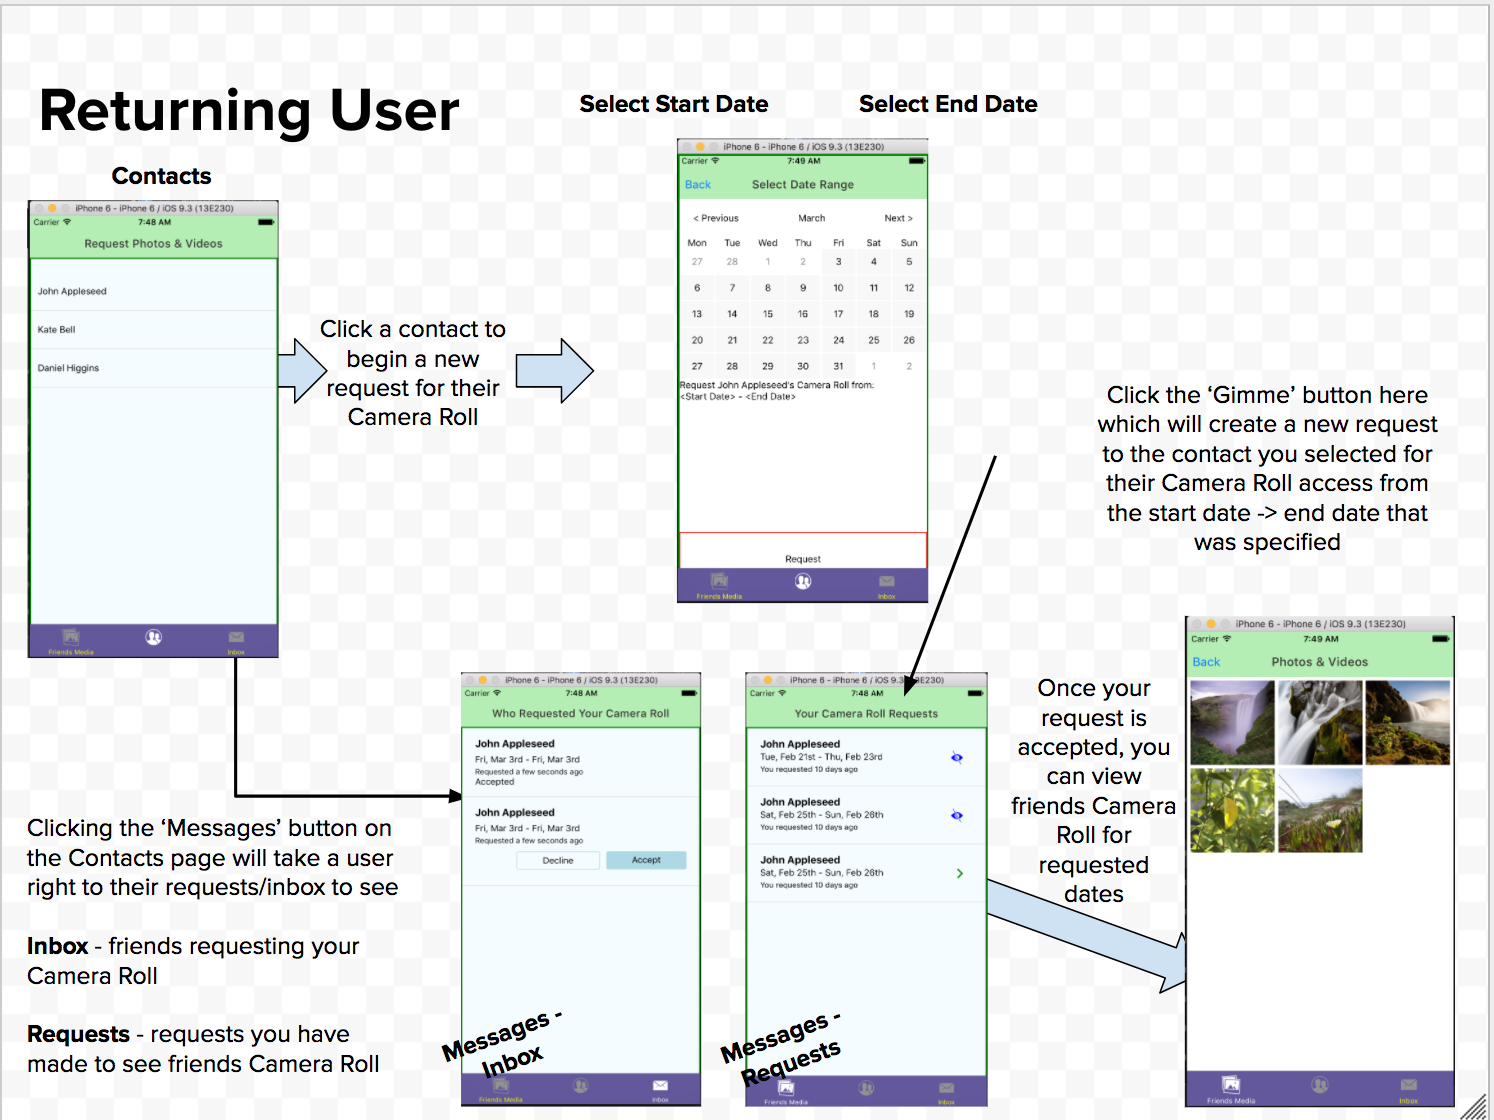 Returning User
Select Start Date
Select End Date
Contacts
iPhone 6 - iPhone 6 / iOS 9.3 (13E230)
Carrier
7:48 AM
Request Photos & Videos
John Appleseed
Kate Bell
Daniel Higgins
Friends Media
Inbox
Click a contact to
begin a new
request for their
Camera Roll
iPhone 6 - iPhone 6 / iOS 9.3 (13E230)
Carrier
7:49 AM
Back
Select Date Range
< Previous
March
Next >
Mon Tue Wed Thu Fri Sat Sun
27 28 1 2 3 4 5
6 7 8 9 10 11 12
13 14 15 16 17 18 19
20 21 22 23 24 25 26
27 28 29 30 31 1 2
Request John Appleseed's Camera Roll from:
<Start Date> - <End Date>
Request
Friends Media
Inbox
Click the ‘Gimme’ button here
which will create a new request
to the contact you selected for
their Camera Roll access from
the start date -> end date that
was specified
Clicking the ‘Messages’ button on
the Contacts page will take a user
right to their requests/inbox to see
Inbox - friends requesting your
Camera Roll
Requests - requests you have
made to see friends Camera Roll
iPhone 6 - iPhone 6 / iOS 9.3 (13E230)
Carrier
7:48 AM
Who Requested Your Camera Roll
John Appleseed
Fri, Mar 3rd - Fri, Mar 3rd
Requested a few seconds ago
Accepted
John Appleseed
Fri, Mar 3rd - Fri, Mar 3rd
Requested a few seconds ago
Decline
Accept
Messages -
Inbox
Friends Media
Inbox
iPhone 6 - iPhone 6 / iOS 9.3 (13E230)
Carrier
7:48 AM
Your Camera Roll Requests
John Appleseed
Tue, Feb 21st - Thu, Feb 23rd
You requested 10 days ago
John Appleseed
Sat, Feb 25th - Sun, Feb 26th
You requested 10 days ago
John Appleseed
Sat, Feb 25th - Sun, Feb 26th
You requested 10 days ago
Messages -
Requests
Friends Media
Inbox
Once your
request is
accepted, you
can view
friends Camera
Roll for
requested
dates
iPhone 6 - iPhone 6 / iOS 9.3 (13E230)
Carrier
7:49 AM
Back
Photos & Videos
Friends Media
Inbox